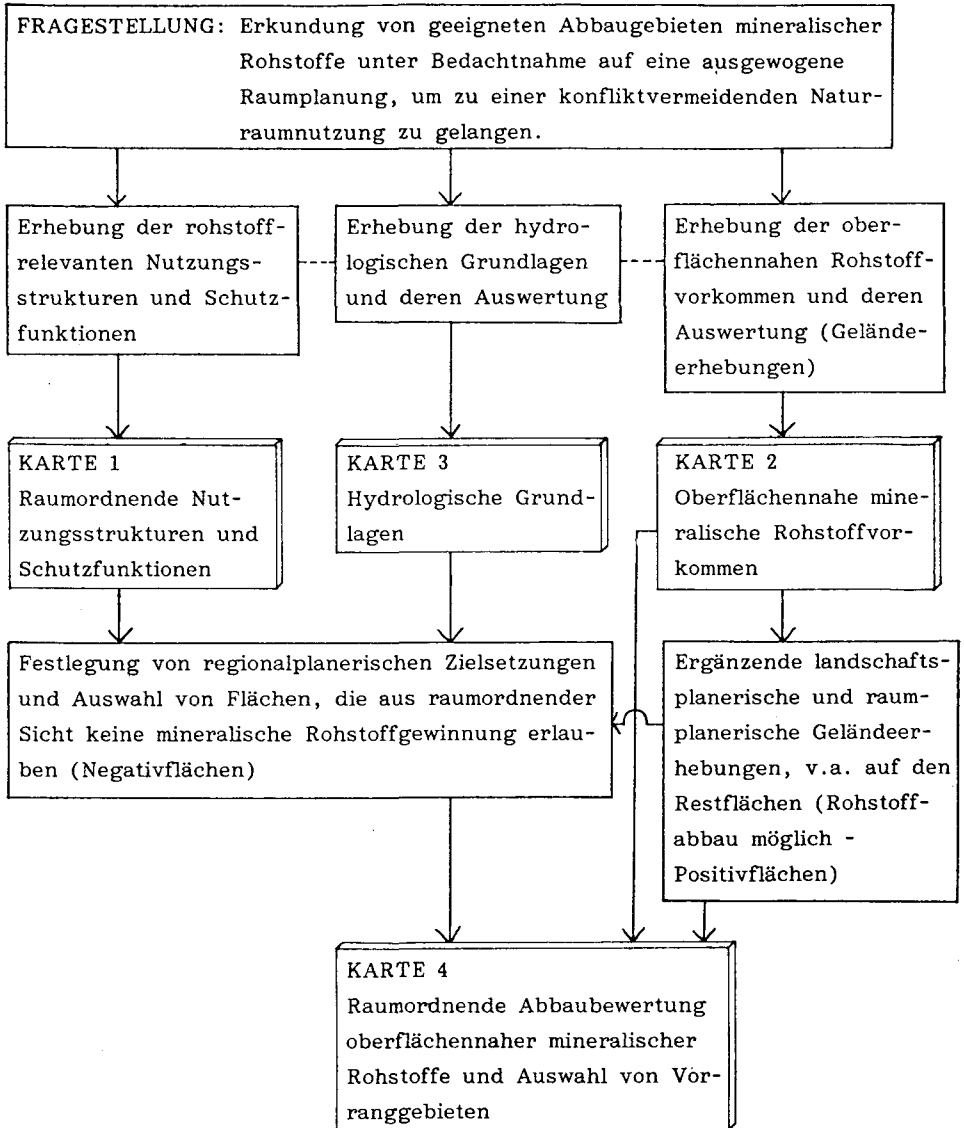 FRAGESTELLUNG: Erkundung von geeigneten Abbaugebieten mineralischer
Rohstoffe unter Bedachtnahme auf eine ausgewogene
Raumplanung, um zu einer konfliktvermeidenden Natur-
raumnutzung zu gelangen.
Erhebung der rohstoff-
relevanten Nutzungs-
strukturen und Schutz-
funktionen
Erhebung der hydro-
logischen Grundlagen
und deren Auswertung
Erhebung der ober-
flächennahen Rohstoff-
vorkommen und deren
Auswertung (Gelände-
erhebungen)
KARTE 1
Raumordnende Nut-
zungsstrukturen und
Schutzfunktionen
KARTE 3
Hydrologische Grund-
lagen
KARTE 2
Oberflächennahe mine-
ralische Rohstoffvor-
kommen
Festlegung von regionalplanerischen Zielsetzungen
und Auswahl von Flächen, die aus raumordnender
Sicht keine mineralische Rohstoffgewinnung erlau-
ben (Negativflächen)
Ergänzende landschafts-
planerische und raum-
planerische Geländeer-
hebungen, v.a. auf den
Restflächen (Rohstoff-
abbau möglich -
Positivflächen)
KARTE 4
Raumordnende Abbaubewertung
oberflächennaher mineralischer
Rohstoffe und Auswahl von Vor-
ranggebieten